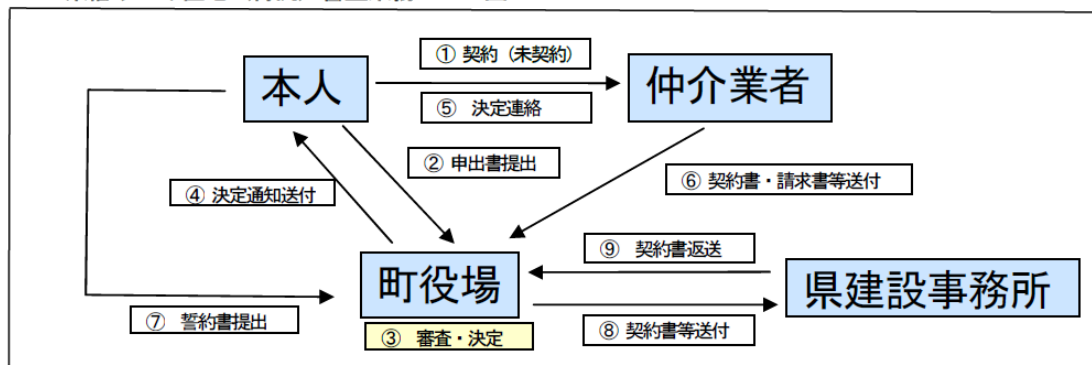 ① 契約（未契約）
本人
仲介業者
⑤ 決定連絡
② 申出書提出
④ 決定通知送付
⑥ 契約書・請求書等送付
⑨ 契約書返送
町役場
県建設事務所
⑦ 誓約書提出
③ 審査・決定
⑧ 契約書等送付